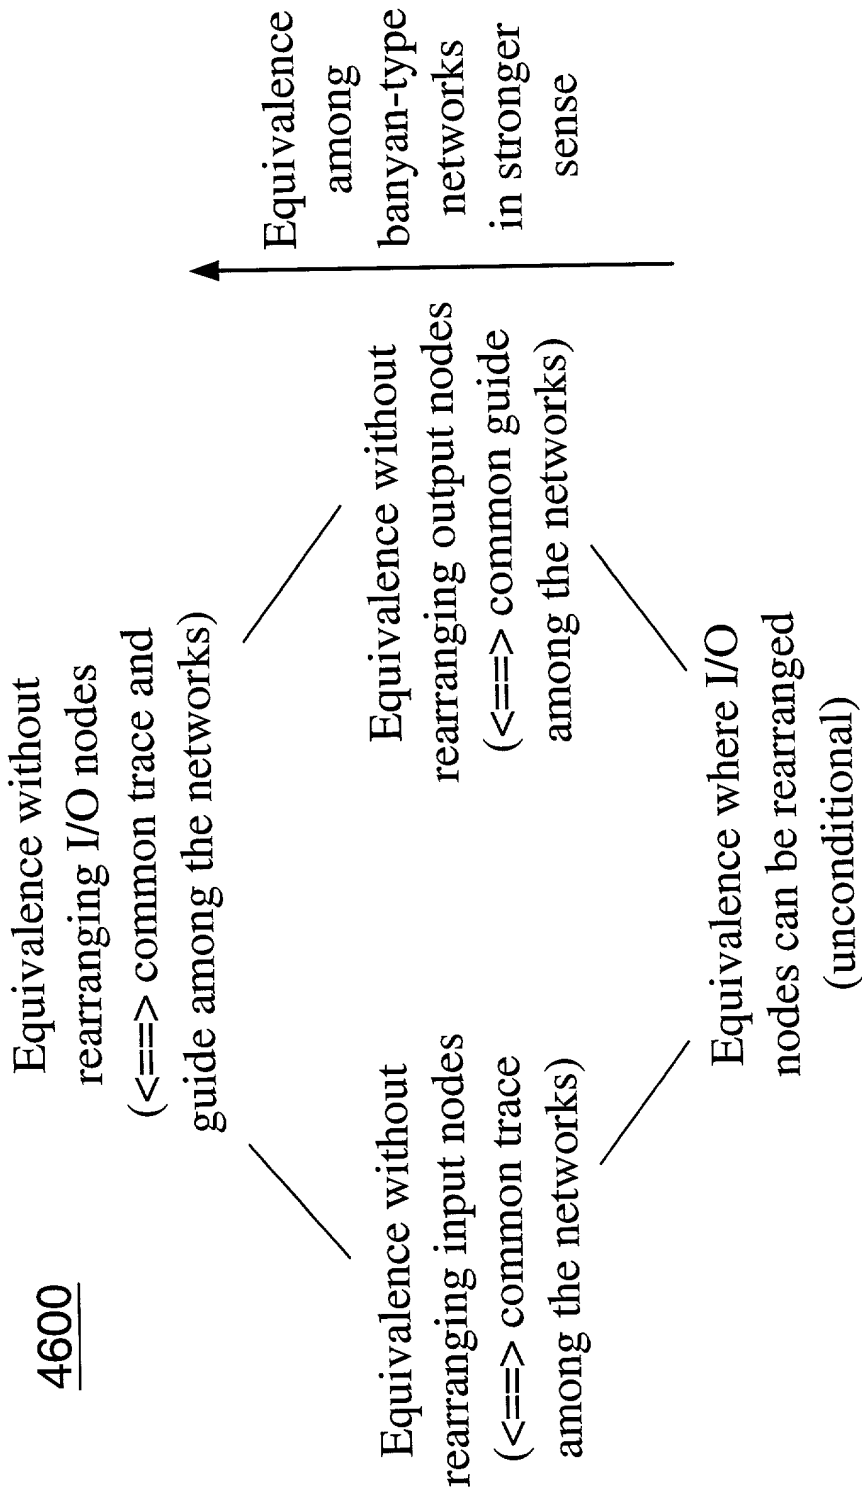 4600
Equivalence without
rearranging I/O nodes
(<==> common trace and
guide among the networks)
Equivalence without
rearranging input nodes
(<==> common trace
among the networks)
Equivalence without
rearranging output nodes
(<==> common guide
among the networks)
Equivalence where I/O
nodes can be rearranged
(unconditional)
Equivalence
among
banyan-type
networks
in stronger
sense